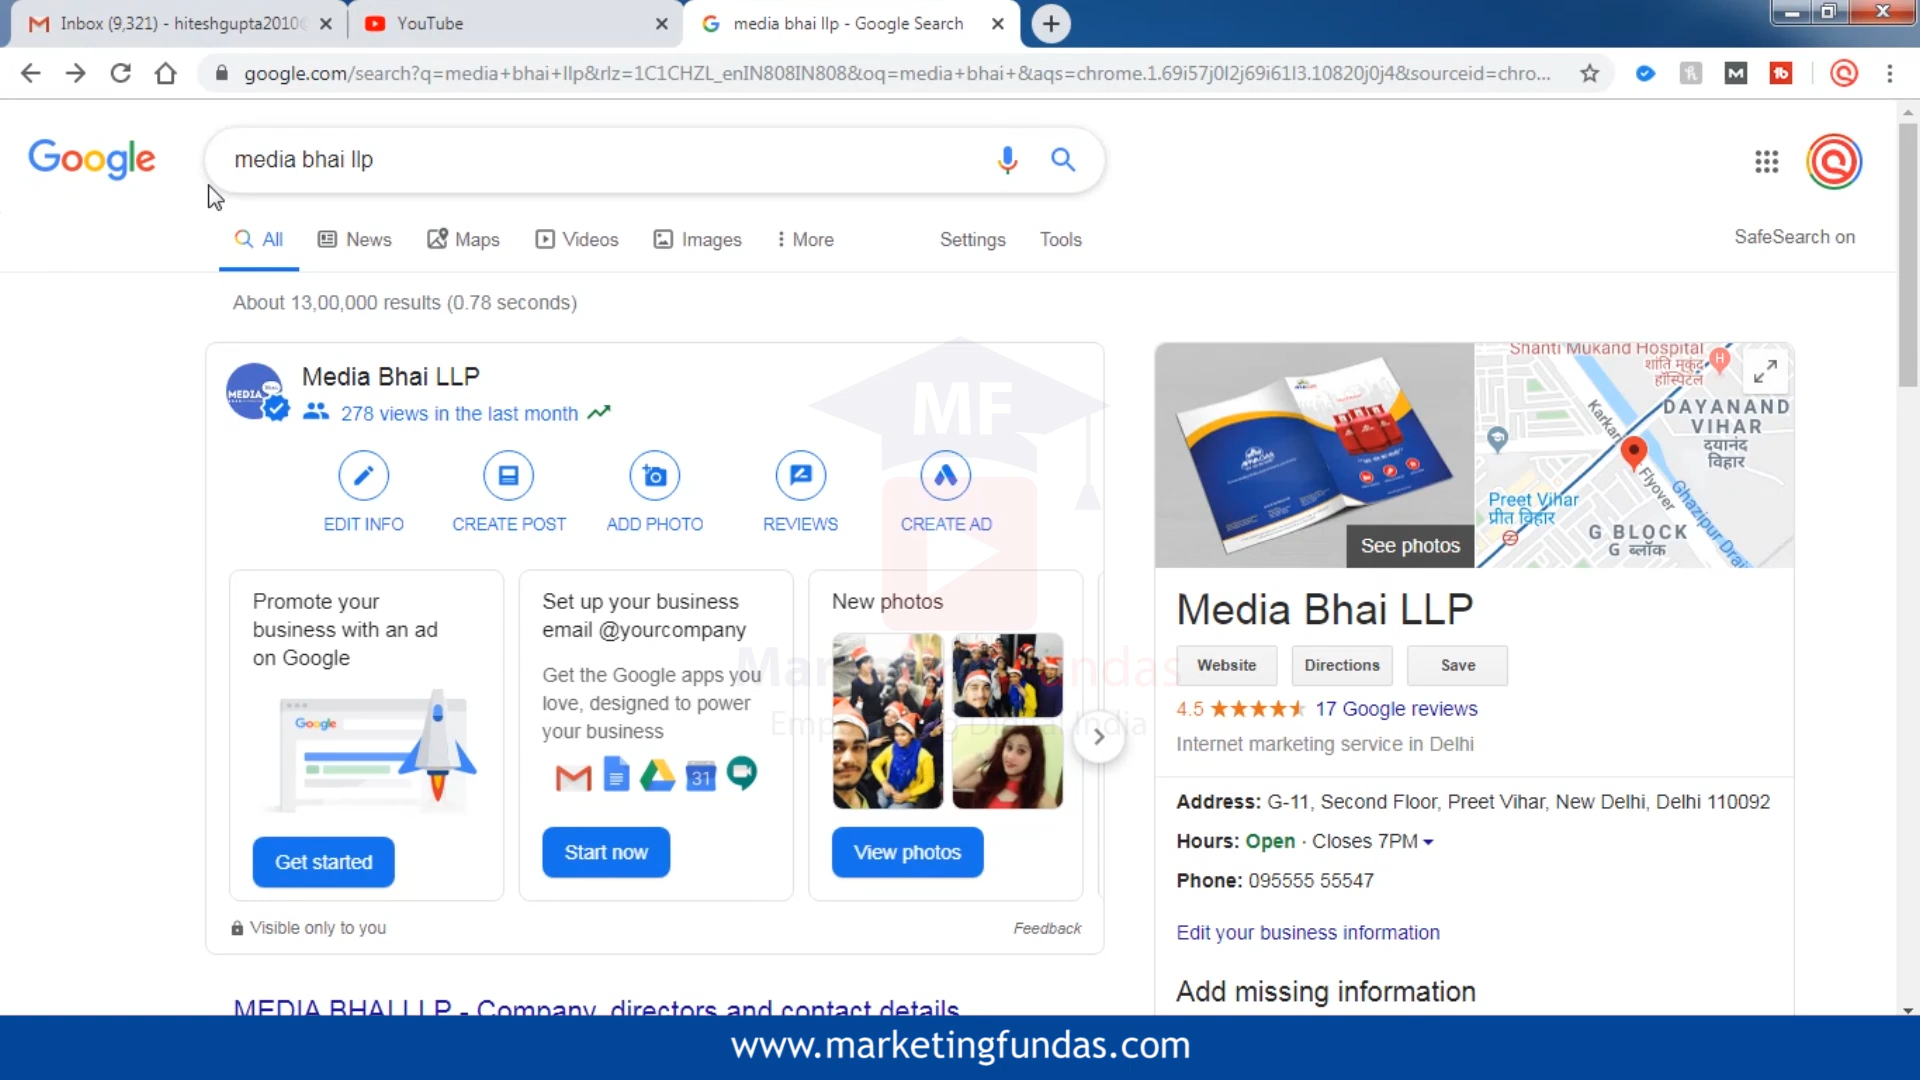 Inbox (9,321) - hiteshgupta2010
YouTube
media bhai llp - Google Search
google.com/search?q=media+bhai+llp&rlz=1C1CHZL_enIN808IN808&oq=media+bhai+&aqs=chrome.1.69i57j0l2j69i61l3.10820j0j4&sourceid=chro...
Google
media bhai llp
All
News
Maps
Videos
Images
More
Settings
Tools
SafeSearch on
About 13,00,000 results (0.78 seconds)
MEDIA
Bhai
Media Bhai LLP
278 views in the last month
EDIT INFO
CREATE POST
ADD PHOTO
REVIEWS
CREATE AD
MF
Promote your
business with an ad
on Google
Google
Get started
Set up your business
email @yourcompany
Get the Google apps you
love, designed to power
your business
31
Start now
New photos
View photos
Visible only to you
Feedback
MEDIA BHAI LLP - Company, directors and contact details
See photos
Shanti Mukand Hospital
शांति मुकुंद
हॉस्पिटल
H
DAYANAND
VIHAR
दयानंद
विहार
Flyover
Preet Vihar
प्रीत विहार
G BLOCK
G ब्लॉक
Media Bhai LLP
Website
Directions
Save
4.5
17 Google reviews
Internet marketing service in Delhi
Address: G-11, Second Floor, Preet Vihar, New Delhi, Delhi 110092
Hours: Open · Closes 7PM
Phone: 095555 55547
Edit your business information
Add missing information
www.marketingfundas.com